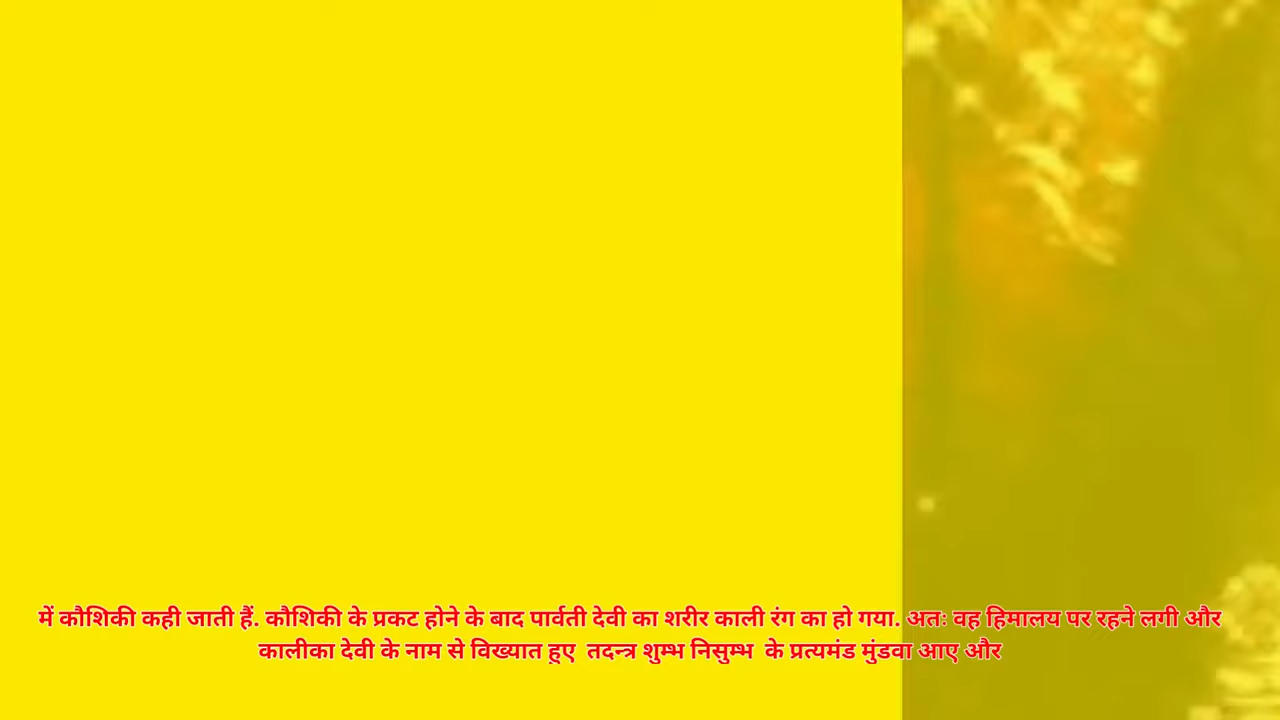 में कौशिकी कही जाती हैं. कौशिकी के प्रकट होने के बाद पार्वती देवी का शरीर काली रंग का हो गया. अतः वह हिमालय पर रहने लगी और
कालीका देवी के नाम से विख्यात हुए तदन्त्र शुम्भ निसुम्भ के प्रत्यमंड मुंडवा आए और